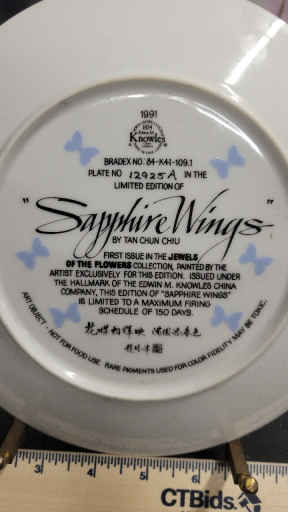 1991
Knowles
BRADEX NO. 84-K41-109.1
PLATE NO 12925A IN THE
LIMITED EDITION OF
"Sapphire Wings"
BY TAN CHUN CHIU
FIRST ISSUE IN THE JEWELS
OF THE FLOWERS COLLECTION, PAINTED BY THE
ARTIST EXCLUSIVELY FOR THIS EDITION. ISSUED UNDER
THE HALLMARK OF THE EDWIN M. KNOWLES CHINA
COMPANY, THIS EDITION OF "SAPPHIRE WINGS"
IS LIMITED TO A MAXIMUM FIRING
SCHEDULE OF 150 DAYS.
ART OBJECT - NOT FOR FOOD USE. RARE PIGMENTS USED FOR COLOR FIDELITY MAY BE TOXIC.
3 4 5 6 7
CTBids.